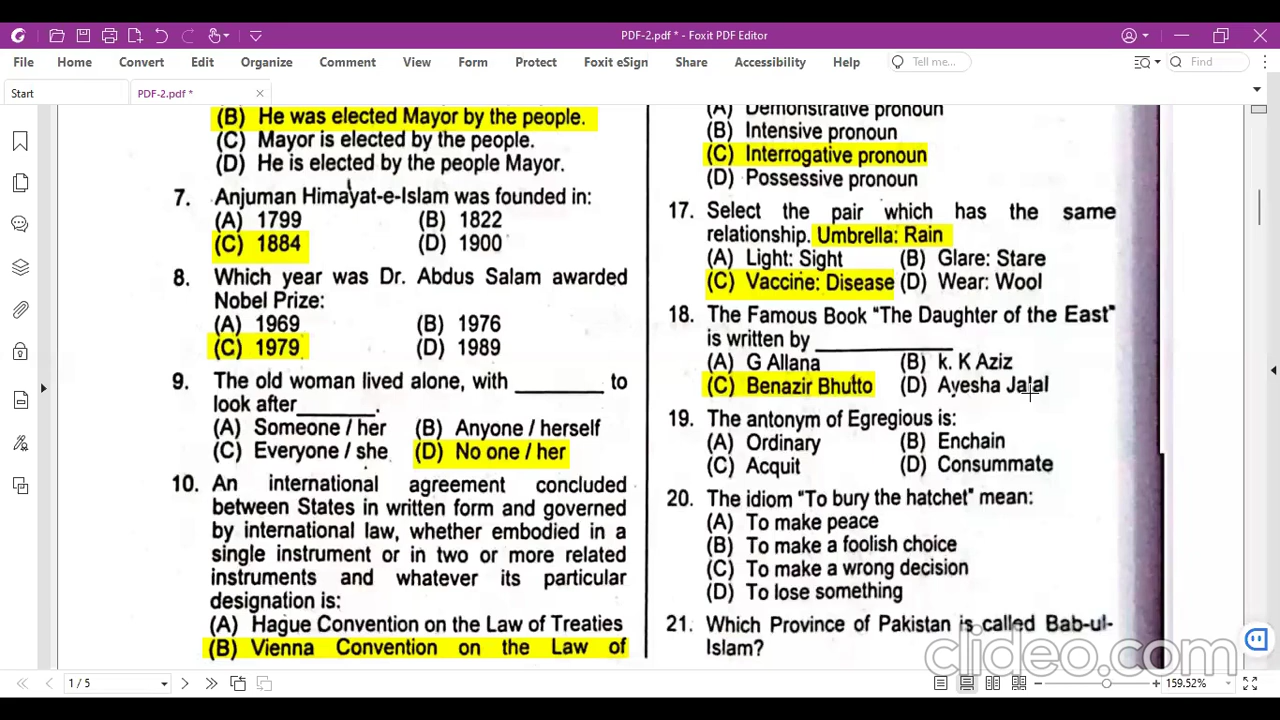 PDF-2.pdf * - Foxit PDF Editor
File Home Convert Edit Organize Comment View Form Protect Foxit eSign Share Accessibility Help Tell me... Find
Start PDF-2.pdf *
(B) He was elected Mayor by the people.
(C) Mayor is elected by the people.
(D) He is elected by the people Mayor.
7. Anjuman Himayat-e-Islam was founded in:
(A) 1799 (B) 1822
(C) 1884 (D) 1900
8. Which year was Dr. Abdus Salam awarded
Nobel Prize:
(A) 1969 (B) 1976
(C) 1979 (D) 1989
9. The old woman lived alone, with ________ to
look after_______.
(A) Someone / her (B) Anyone / herself
(C) Everyone / she (D) No one / her
10. An international agreement concluded
between States in written form and governed
by international law, whether embodied in a
single instrument or in two or more related
instruments and whatever its particular
designation is:
(A) Hague Convention on the Law of Treaties
(B) Vienna Convention on the Law of
(A) Demonstrative pronoun
(B) Intensive pronoun
(C) Interrogative pronoun
(D) Possessive pronoun
17. Select the pair which has the same
relationship. Umbrella: Rain
(A) Light: Sight (B) Glare: Stare
(C) Vaccine: Disease (D) Wear: Wool
18. The Famous Book "The Daughter of the East"
is written by ____________
(A) G Allana (B) k. K Aziz
(C) Benazir Bhutto (D) Ayesha Jalal
19. The antonym of Egregious is:
(A) Ordinary (B) Enchain
(C) Acquit (D) Consummate
20. The idiom "To bury the hatchet" mean:
(A) To make peace
(B) To make a foolish choice
(C) To make a wrong decision
(D) To lose something
21. Which Province of Pakistan is called Bab-ul-
Islam?
clideo.com
1 / 5 159.52%